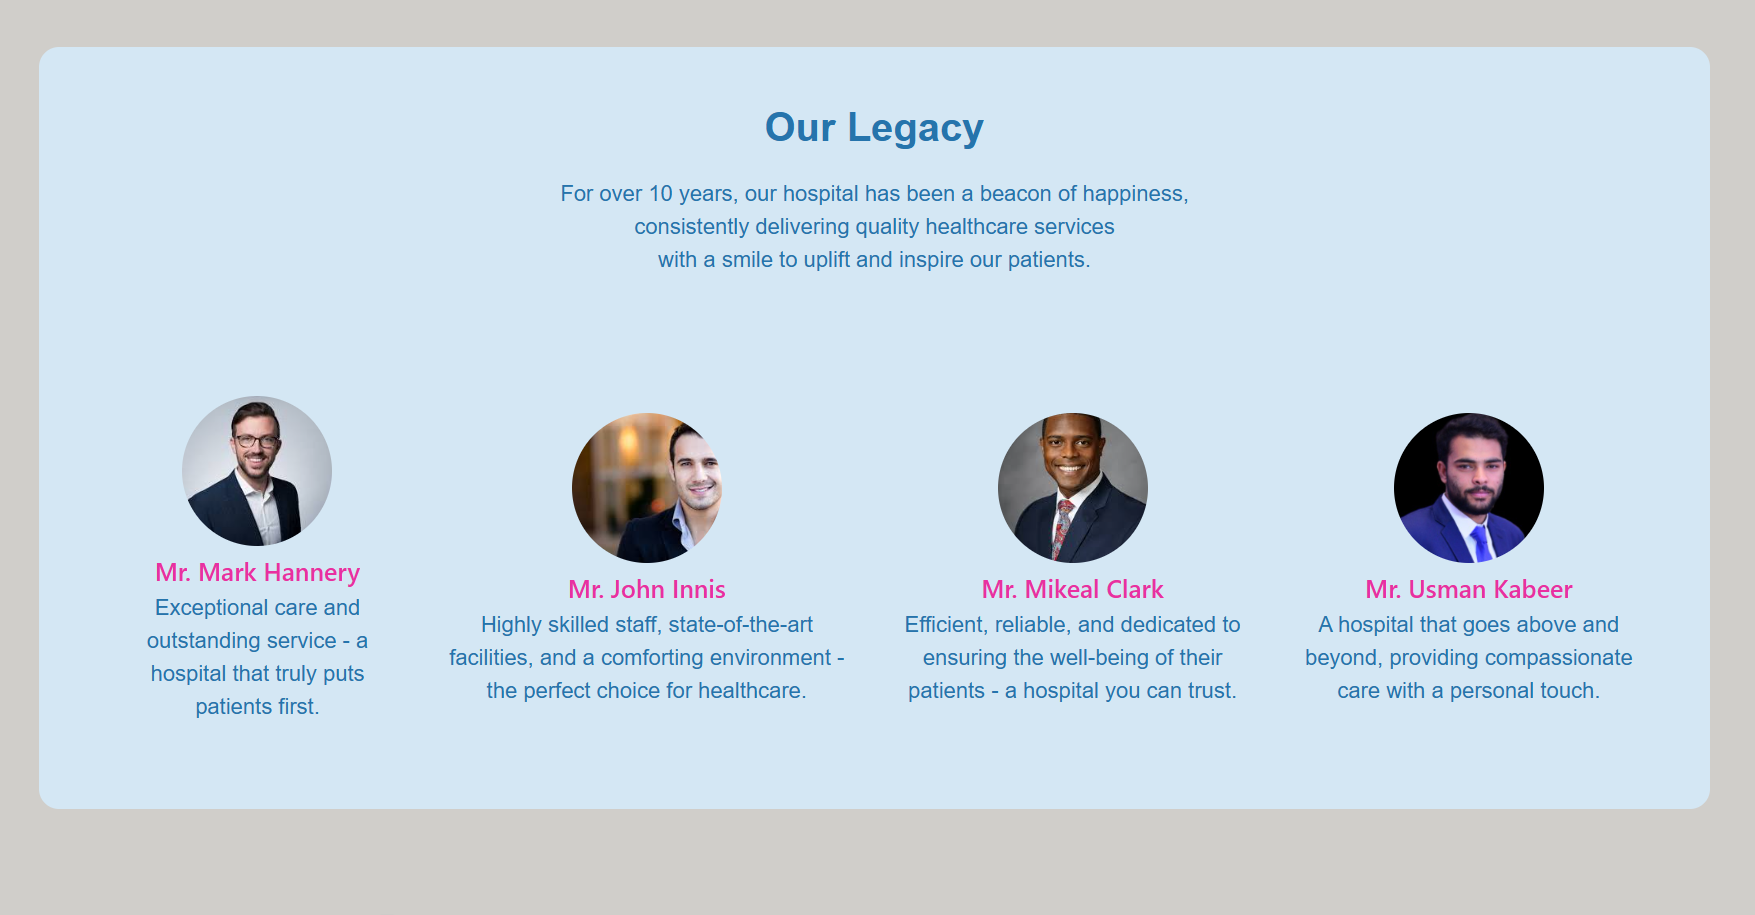 Our Legacy
For over 10 years, our hospital has been a beacon of happiness,
consistently delivering quality healthcare services
with a smile to uplift and inspire our patients.
Mr. Mark Hannery
Exceptional care and
outstanding service - a
hospital that truly puts
patients first.
Mr. John Innis
Highly skilled staff, state-of-the-art
facilities, and a comforting environment -
the perfect choice for healthcare.
Mr. Mikeal Clark
Efficient, reliable, and dedicated to
ensuring the well-being of their
patients - a hospital you can trust.
Mr. Usman Kabeer
A hospital that goes above and
beyond, providing compassionate
care with a personal touch.